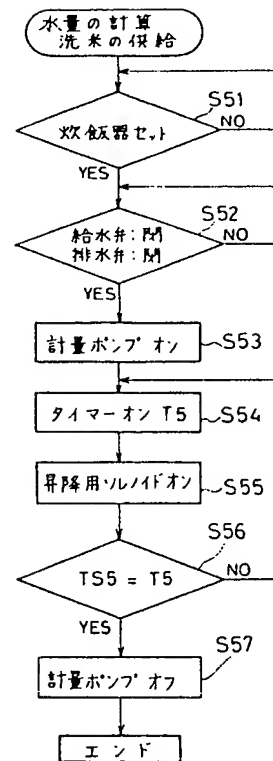 水量の計算
洗米の供給
S51
炊飯器セット
NO
YES
S52
給水弁:閉
排水弁:閉
NO
YES
計量ポンプ オン
S53
タイマーオン T5
S54
昇降用ソレノイドオン
S55
S56
TS5 = T5
NO
YES
S57
計量ポンプ オフ
エンド